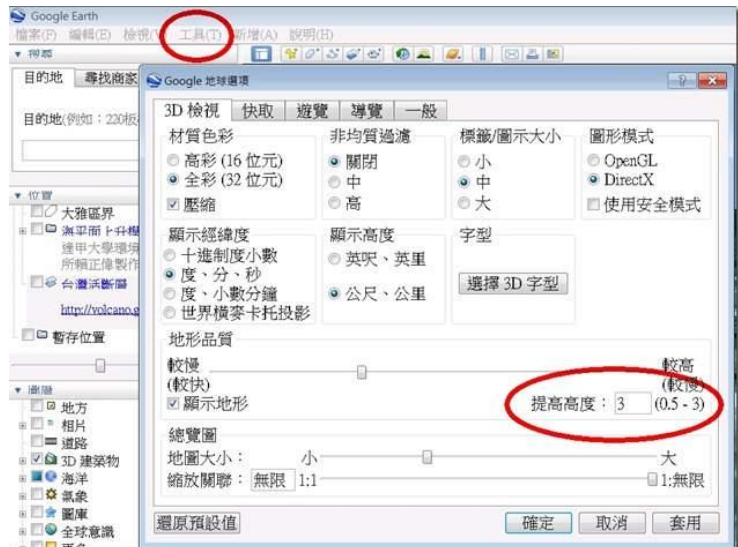 Google Earth
檔案(F) 編輯(E) 檢視(V) 工具(T) 新增(A) 說明(H)
▼ 搜尋
目的地 尋找商家
目的地(例如：220板
▼ 位置
大雅區界
海平面上升模
逢甲大學環境
所賴正偉製作
台灣活斷層
http://volcano.g
暫存位置
▼ 圖層
地方
相片
道路
3D 建築物
海洋
氣象
圖庫
全球意識
更多
Google 地球選項
3D 檢視 快取 遊覽 導覽 一般
材質色彩
高彩 (16 位元)
全彩 (32 位元)
壓縮
非均質過濾
關閉
中
高
標籤/圖示大小
小
中
大
圖形模式
OpenGL
DirectX
使用安全模式
顯示經緯度
十進制度小數
度、分、秒
度、小數分鐘
世界橫麥卡托投影
顯示高度
英呎、英里
公尺、公里
字型
選擇 3D 字型
地形品質
較慢 較高
(較快) (較慢)
顯示地形 提高高度： 3 (0.5 - 3)
總覽圖
地圖大小： 小 大
縮放關聯： 無限 1:1 1:無限
還原預設值 確定 取消 套用